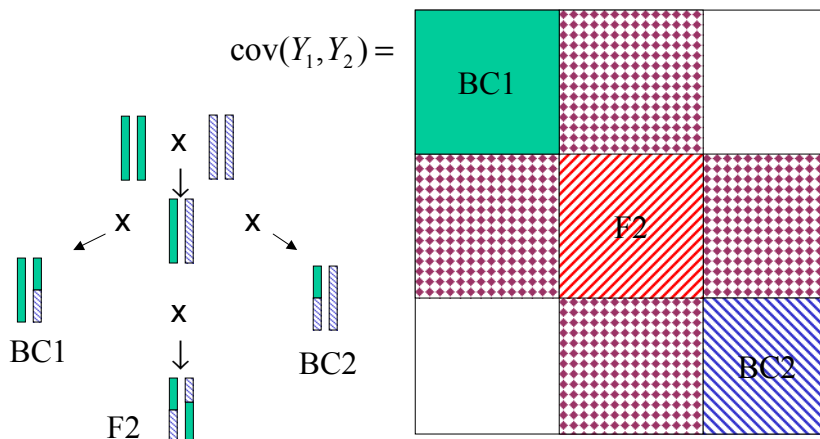 cov(Y₁,Y₂) =
BC1
F2
BC2
x
x
x
BC1
x
BC2
F2